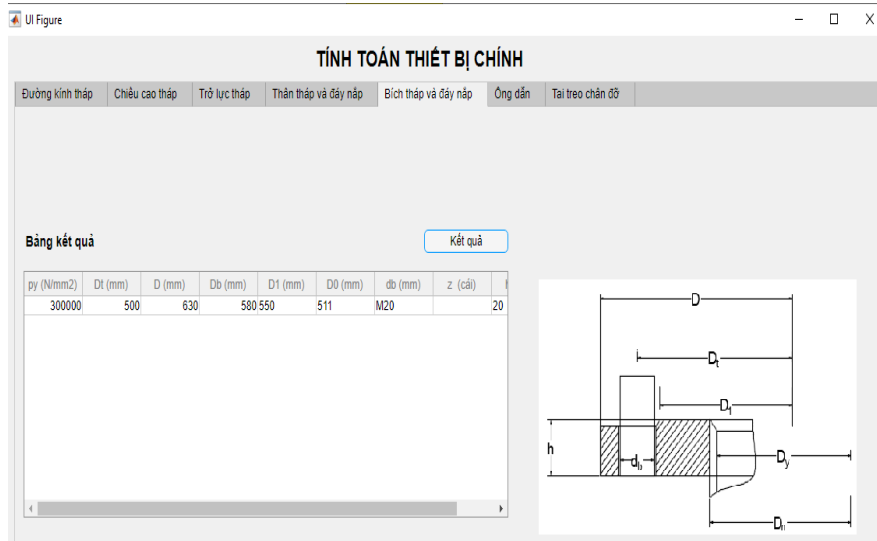 UI Figure
TÍNH TOÁN THIẾT BỊ CHÍNH
Đường kính tháp Chiều cao tháp Trở lực tháp Thân tháp và đáy nắp Bích tháp và đáy nắp Ống dẫn Tai treo chân đỡ
Bảng kết quả Kết quả
py (N/mm2) Dt (mm) D (mm) Db (mm) D1 (mm) D0 (mm) db (mm) z (cái)
300000 500 630 580 550 511 M20 20
D
Dt
D1
h
db
Dy
Dn